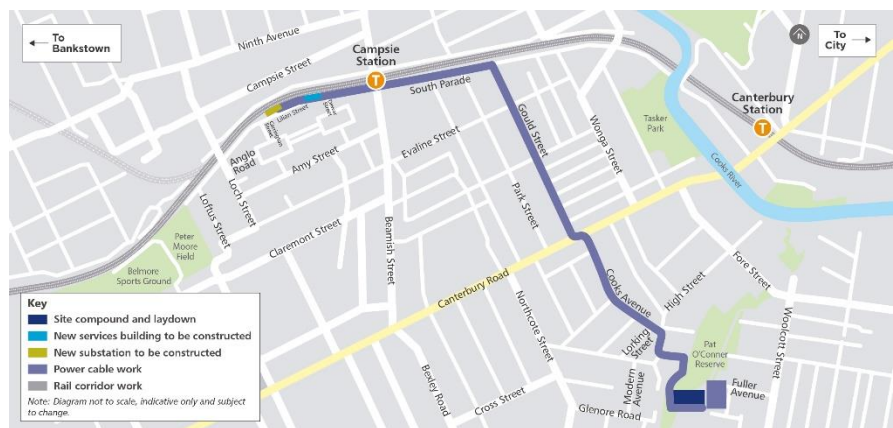 To
Bankstown
Ninth Avenue
Campsie Street
Campsie
Station
T
South Parade
N
To
City
Canterbury
Station
T
Tasker
Park
Cooks River
Wonga Street
Gould Street
Lilian Street
Anglo
Road
Amy Street
Evaline Street
Loch Street
Loftus Street
Claremont Street
Beamish Street
Park Street
Canterbury Road
Peter
Moore
Field
Belmore
Sports Ground
Cooks Avenue
High Street
Fore Street
Woolcott Street
Northcote Street
Lorking
Street
Pat
O'Conner
Reserve
Modern
Avenue
Fuller
Avenue
Glenore Road
Cross Street
Bexley Road
Key
Site compound and laydown
New services building to be constructed
New substation to be constructed
Power cable work
Rail corridor work
Note: Diagram not to scale, indicative only and subject
to change.